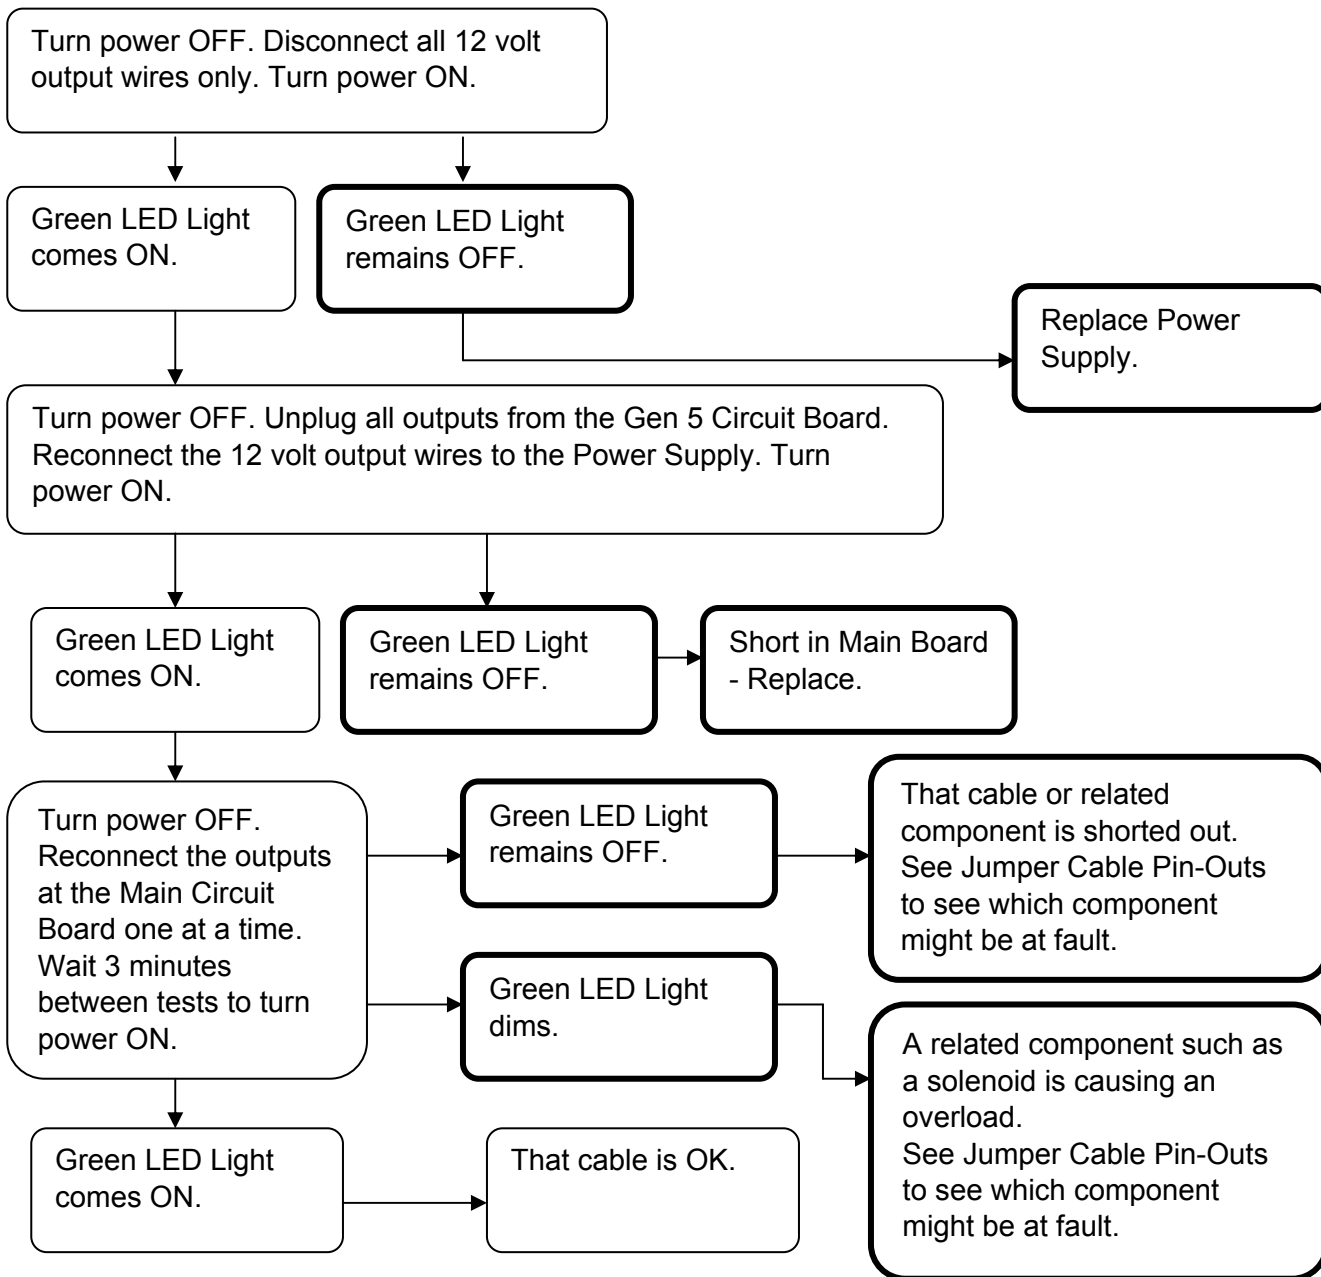 Turn power OFF. Disconnect all 12 volt
output wires only. Turn power ON.
Green LED Light
comes ON.
Green LED Light
remains OFF.
Replace Power
Supply.
Turn power OFF. Unplug all outputs from the Gen 5 Circuit Board.
Reconnect the 12 volt output wires to the Power Supply. Turn
power ON.
Green LED Light
comes ON.
Green LED Light
remains OFF.
Short in Main Board
- Replace.
Turn power OFF.
Reconnect the outputs
at the Main Circuit
Board one at a time.
Wait 3 minutes
between tests to turn
power ON.
Green LED Light
remains OFF.
That cable or related
component is shorted out.
See Jumper Cable Pin-Outs
to see which component
might be at fault.
Green LED Light
dims.
A related component such as
a solenoid is causing an
overload.
See Jumper Cable Pin-Outs
to see which component
might be at fault.
Green LED Light
comes ON.
That cable is OK.